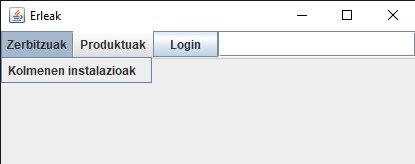 Erleak
Zerbitzuak Produktuak Login
Kolmenen instalazioak